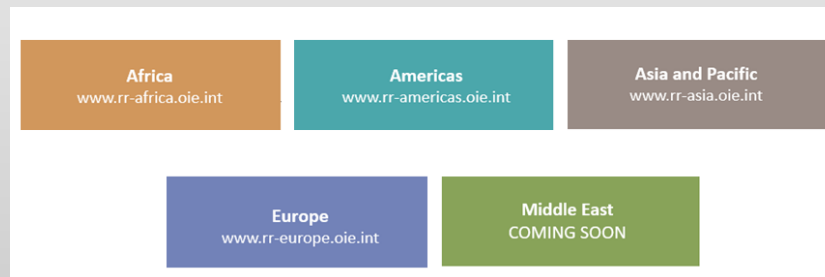 Africa
www.rr-africa.oie.int
Americas
www.rr-americas.oie.int
Asia and Pacific
www.rr-asia.oie.int
Europe
www.rr-europe.oie.int
Middle East
COMING SOON